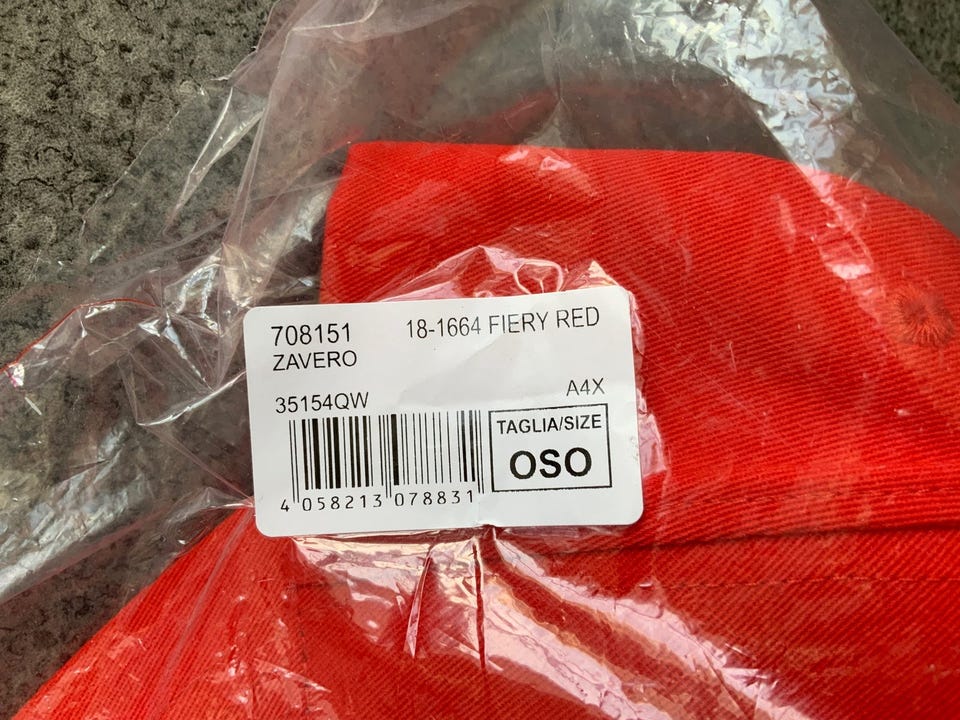 708151 18-1664 FIERY RED
ZAVERO
35154QW A4X
TAGLIA/SIZE
OSO
4 058213 078831